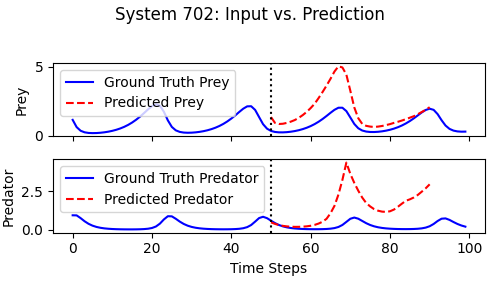 System 702: Input vs. Prediction
5
0
Prey
Ground Truth Prey
Predicted Prey
2.5
0.0
Predator
Ground Truth Predator
Predicted Predator
0
20
40
60
80
100
Time Steps